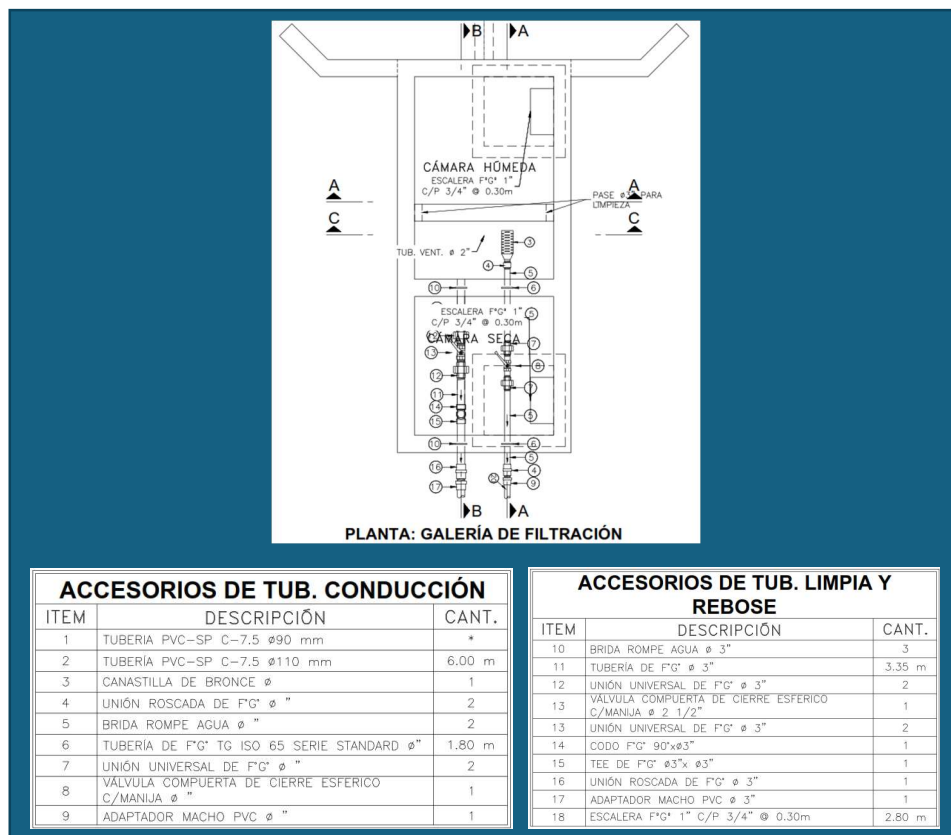 B
A
CÁMARA HÚMEDA
ESCALERA F°G° 1"
C/P 3/4" @ 0.30m
A
A
PASE ø3" PARA
LIMPIEZA
C
C
TUB. VENT. ø 2"
3
4
5
10
6
ESCALERA F°G° 1"
C/P 3/4" @ 0.30m
5
CÁMARA SECA
7
13
8
12
7
11
14
5
15
10
6
5
16
4
17
9
B
A
PLANTA: GALERÍA DE FILTRACIÓN
ACCESORIOS DE TUB. CONDUCCIÓN
ITEM DESCRIPCIÓN CANT.
1 TUBERIA PVC-SP C-7.5 ø90 mm *
2 TUBERÍA PVC-SP C-7.5 ø110 mm 6.00 m
3 CANASTILLA DE BRONCE ø 1
4 UNIÓN ROSCADA DE F°G° ø " 2
5 BRIDA ROMPE AGUA ø " 2
6 TUBERÍA DE F°G° TG ISO 65 SERIE STANDARD ø" 1.80 m
7 UNIÓN UNIVERSAL DE F°G° ø " 2
8 VÁLVULA COMPUERTA DE CIERRE ESFERICO
C/MANIJA ø " 1
9 ADAPTADOR MACHO PVC ø " 1
ACCESORIOS DE TUB. LIMPIA Y
REBOSE
ITEM DESCRIPCIÓN CANT.
10 BRIDA ROMPE AGUA ø 3" 3
11 TUBERÍA DE F°G° ø 3" 3.35 m
12 UNIÓN UNIVERSAL DE F°G° ø 3" 2
13 VÁLVULA COMPUERTA DE CIERRE ESFERICO
C/MANIJA ø 2 1/2" 1
13 UNIÓN UNIVERSAL DE F°G° ø 3" 2
14 CODO F°G° 90°xø3" 1
15 TEE DE F°G° ø3"x ø3" 1
16 UNIÓN ROSCADA DE F°G° ø 3" 1
17 ADAPTADOR MACHO PVC ø 3" 1
18 ESCALERA F°G° 1" C/P 3/4" @ 0.30m 2.80 m